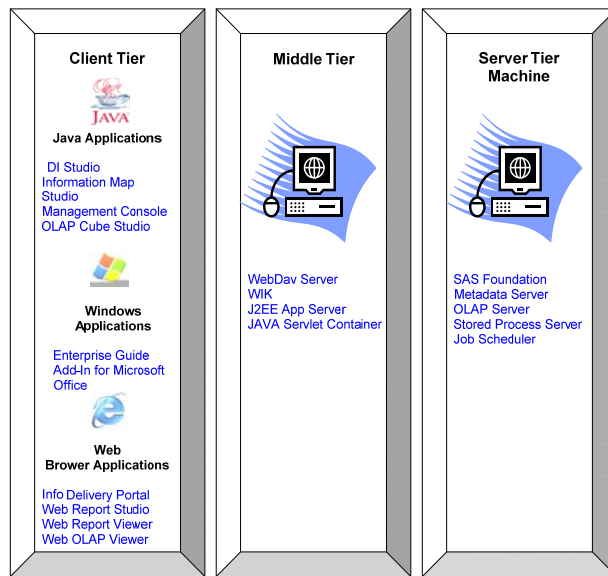 Client Tier
JAVA
Java Applications
DI Studio
Information Map
Studio
Management Console
OLAP Cube Studio
Windows
Applications
Enterprise Guide
Add-In for Microsoft
Office
Web
Brower Applications
Info Delivery Portal
Web Report Studio
Web Report Viewer
Web OLAP Viewer
Middle Tier
WebDav Server
WIK
J2EE App Server
JAVA Servlet Container
Server Tier
Machine
SAS Foundation
Metadata Server
OLAP Server
Stored Process Server
Job Scheduler